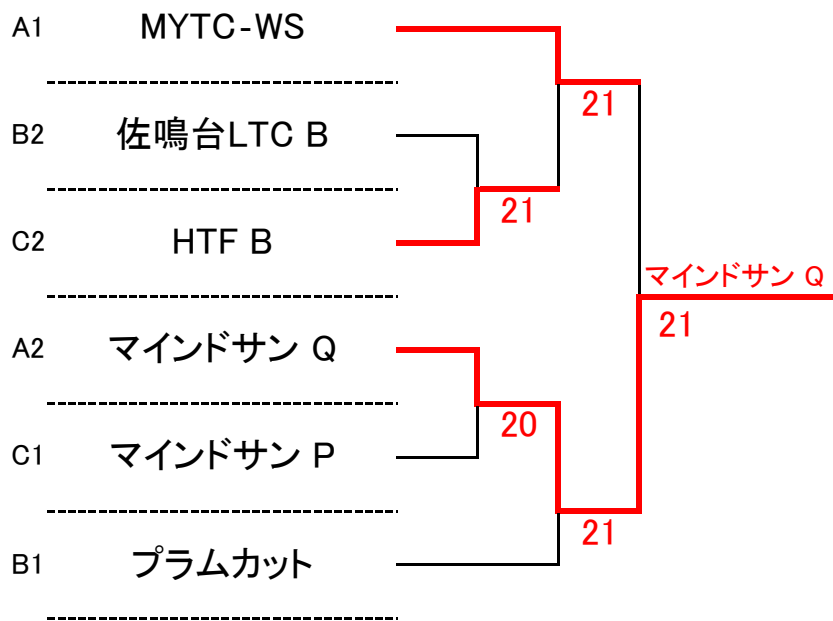 A1 MYTC-WS
21
B2 佐鳴台LTC B
21
C2 HTF B
マインドサン Q
21
A2 マインドサン Q
20
C1 マインドサン P
21
B1 プラムカット